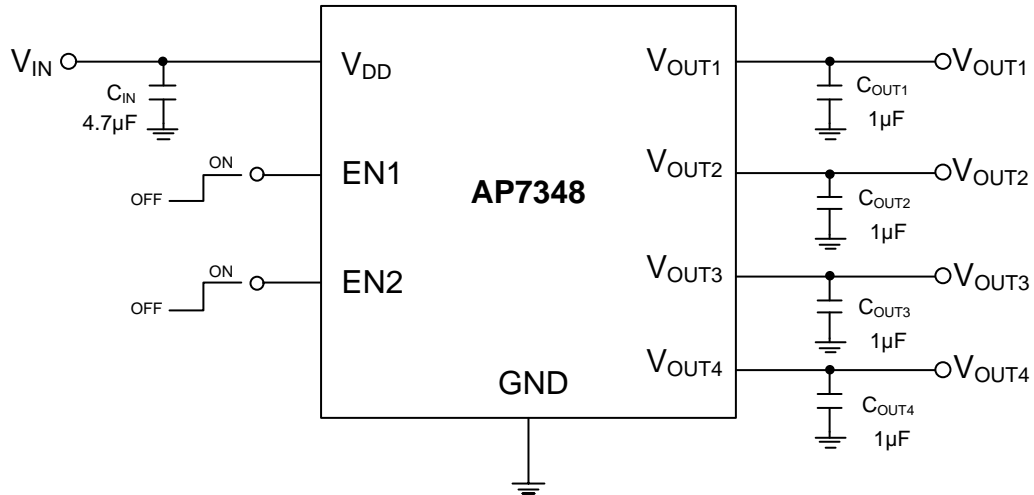 V_IN
C_IN
4.7µF
V_DD
ON
OFF
EN1
ON
OFF
EN2
AP7348
GND
V_OUT1
V_OUT2
V_OUT3
V_OUT4
C_OUT1
1µF
C_OUT2
1µF
C_OUT3
1µF
C_OUT4
1µF
V_OUT1
V_OUT2
V_OUT3
V_OUT4